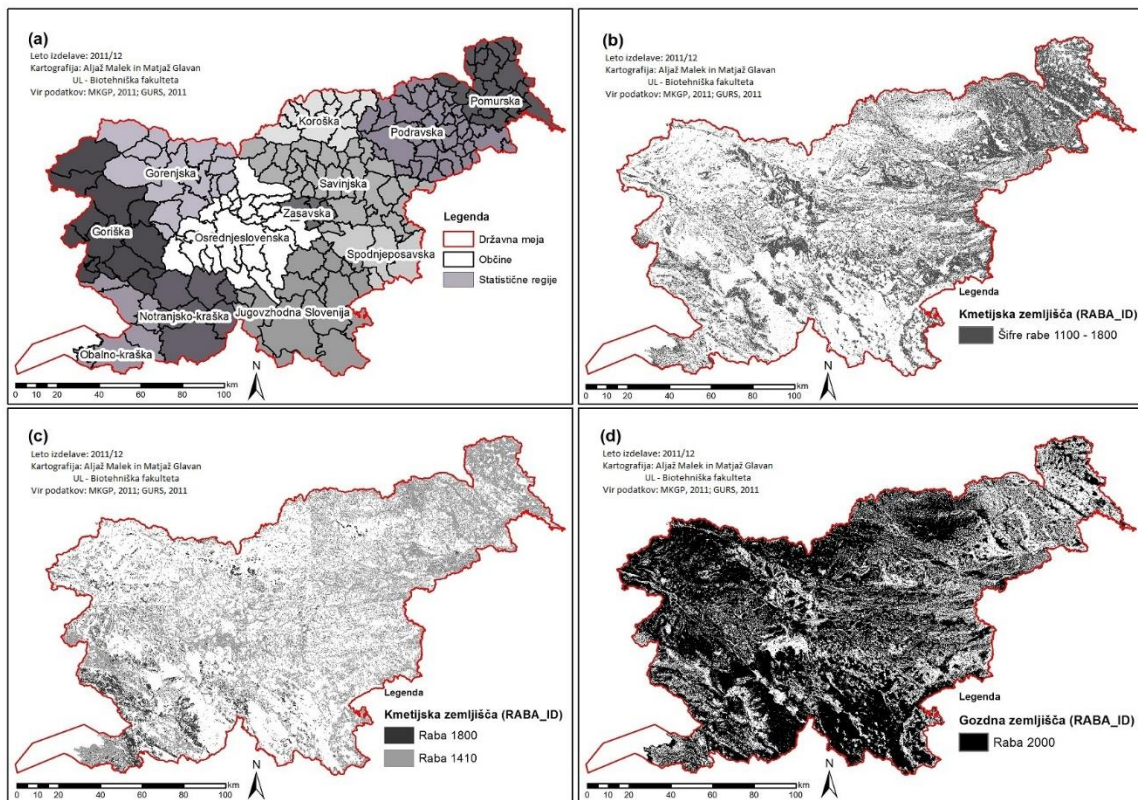 (a)
Leto izdelave: 2011/12
Kartografija: Aljaž Malek in Matjaž Glavan
UL - Biotehniška fakulteta
Vir podatkov: MKGP, 2011; GURS, 2011
Pomurska
Koroška
Podravska
Gorenjska
Savinjska
Zasavska
Goriška
Osrednjeslovenska
Spodnjeposavska
Notranjsko-kraška
Jugovzhodna Slovenija
Obalno-kraška
Legenda
Državna meja
Občine
Statistične regije
N
km
0 5 10 20 40 60 80 100
(b)
Leto izdelave: 2011/12
Kartografija: Aljaž Malek in Matjaž Glavan
UL - Biotehniška fakulteta
Vir podatkov: MKGP, 2011; GURS, 2011
Legenda
Kmetijska zemljišča (RABA_ID)
Šifre rabe 1100 - 1800
N
km
0 5 10 20 40 60 80 100
(c)
Leto izdelave: 2011/12
Kartografija: Aljaž Malek in Matjaž Glavan
UL - Biotehniška fakulteta
Vir podatkov: MKGP, 2011; GURS, 2011
Legenda
Kmetijska zemljišča (RABA_ID)
Raba 1800
Raba 1410
N
km
0 5 10 20 40 60 80 100
(d)
Leto izdelave: 2011/12
Kartografija: Aljaž Malek in Matjaž Glavan
UL - Biotehniška fakulteta
Vir podatkov: MKGP, 2011; GURS, 2011
Legenda
Gozdna zemljišča (RABA_ID)
Raba 2000
N
km
0 5 10 20 40 60 80 100